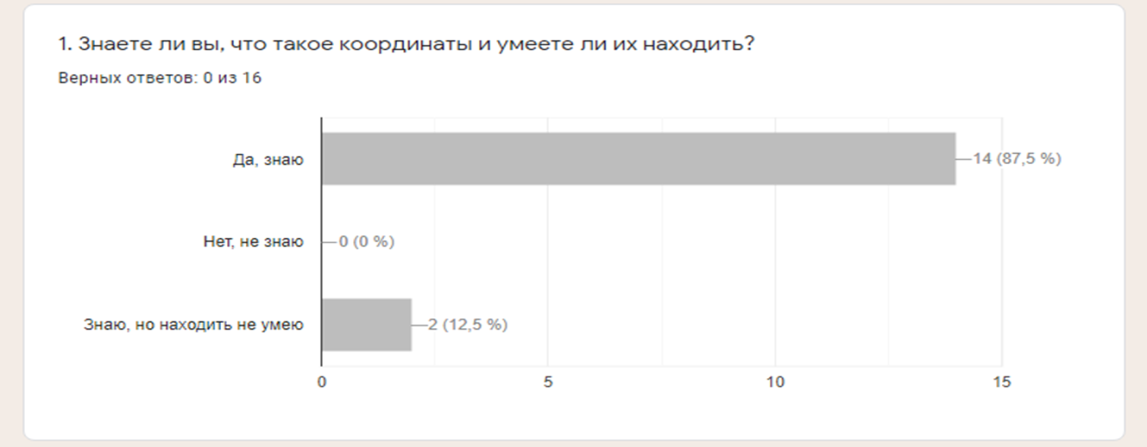 1. Знаете ли вы, что такое координаты и умеете ли их находить?
Верных ответов: 0 из 16
Да, знаю
14 (87,5 %)
Нет, не знаю
0 (0 %)
Знаю, но находить не умею
2 (12,5 %)
0 5 10 15